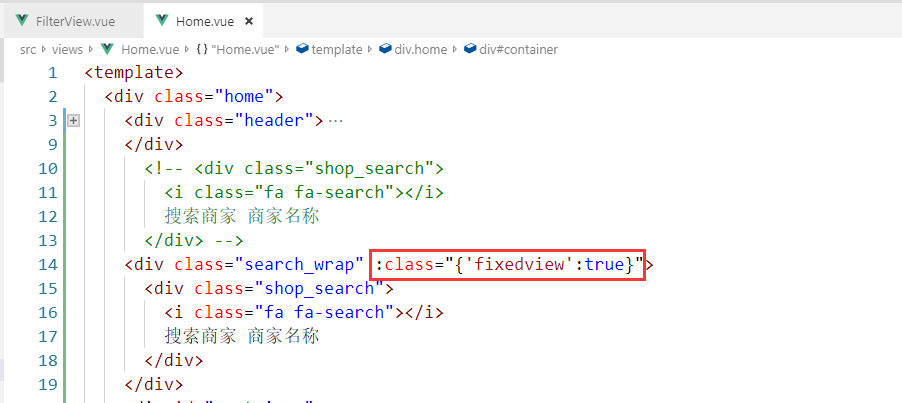 FilterView.vue Home.vue ×
src > views > Home.vue > {} "Home.vue" > template > div.home > div#container
1 <template>
2 <div class="home">
3 <div class="header">…
9 </div>
10 <!-- <div class="shop_search">
11 <i class="fa fa-search"></i>
12 搜索商家 商家名称
13 </div> -->
14 <div class="search_wrap" :class="{'fixedview':true}">
15 <div class="shop_search">
16 <i class="fa fa-search"></i>
17 搜索商家 商家名称
18 </div>
19 </div>